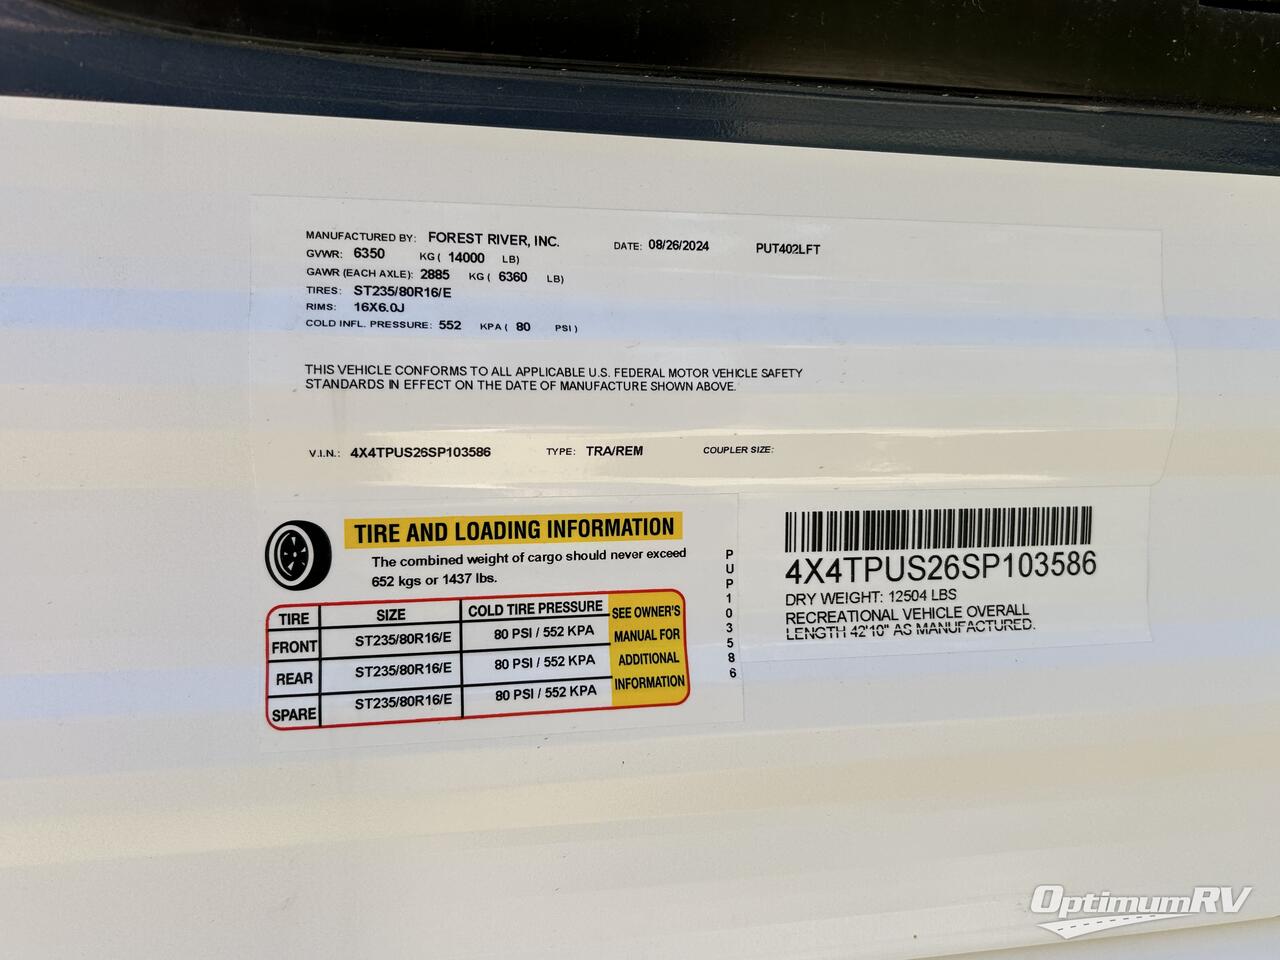 MANUFACTURED BY: FOREST RIVER, INC. DATE: 08/26/2024 PUT402LFT
GVWR: 6350 KG ( 14000 LB)
GAWR (EACH AXLE): 2885 KG ( 6360 LB)
TIRES: ST235/80R16/E
RIMS: 16X6.0J
COLD INFL. PRESSURE: 552 KPA ( 80 PSI )
THIS VEHICLE CONFORMS TO ALL APPLICABLE U.S. FEDERAL MOTOR VEHICLE SAFETY
STANDARDS IN EFFECT ON THE DATE OF MANUFACTURE SHOWN ABOVE.
V.I.N.: 4X4TPUS26SP103586 TYPE: TRA/REM COUPLER SIZE:
TIRE AND LOADING INFORMATION
The combined weight of cargo should never exceed
652 kgs or 1437 lbs.
TIRE SIZE COLD TIRE PRESSURE
FRONT ST235/80R16/E 80 PSI / 552 KPA
REAR ST235/80R16/E 80 PSI / 552 KPA
SPARE ST235/80R16/E 80 PSI / 552 KPA
SEE OWNER'S
MANUAL FOR
ADDITIONAL
INFORMATION
PUP103586
4X4TPUS26SP103586
DRY WEIGHT: 12504 LBS
RECREATIONAL VEHICLE OVERALL
LENGTH 42'10" AS MANUFACTURED.
OptimumRV